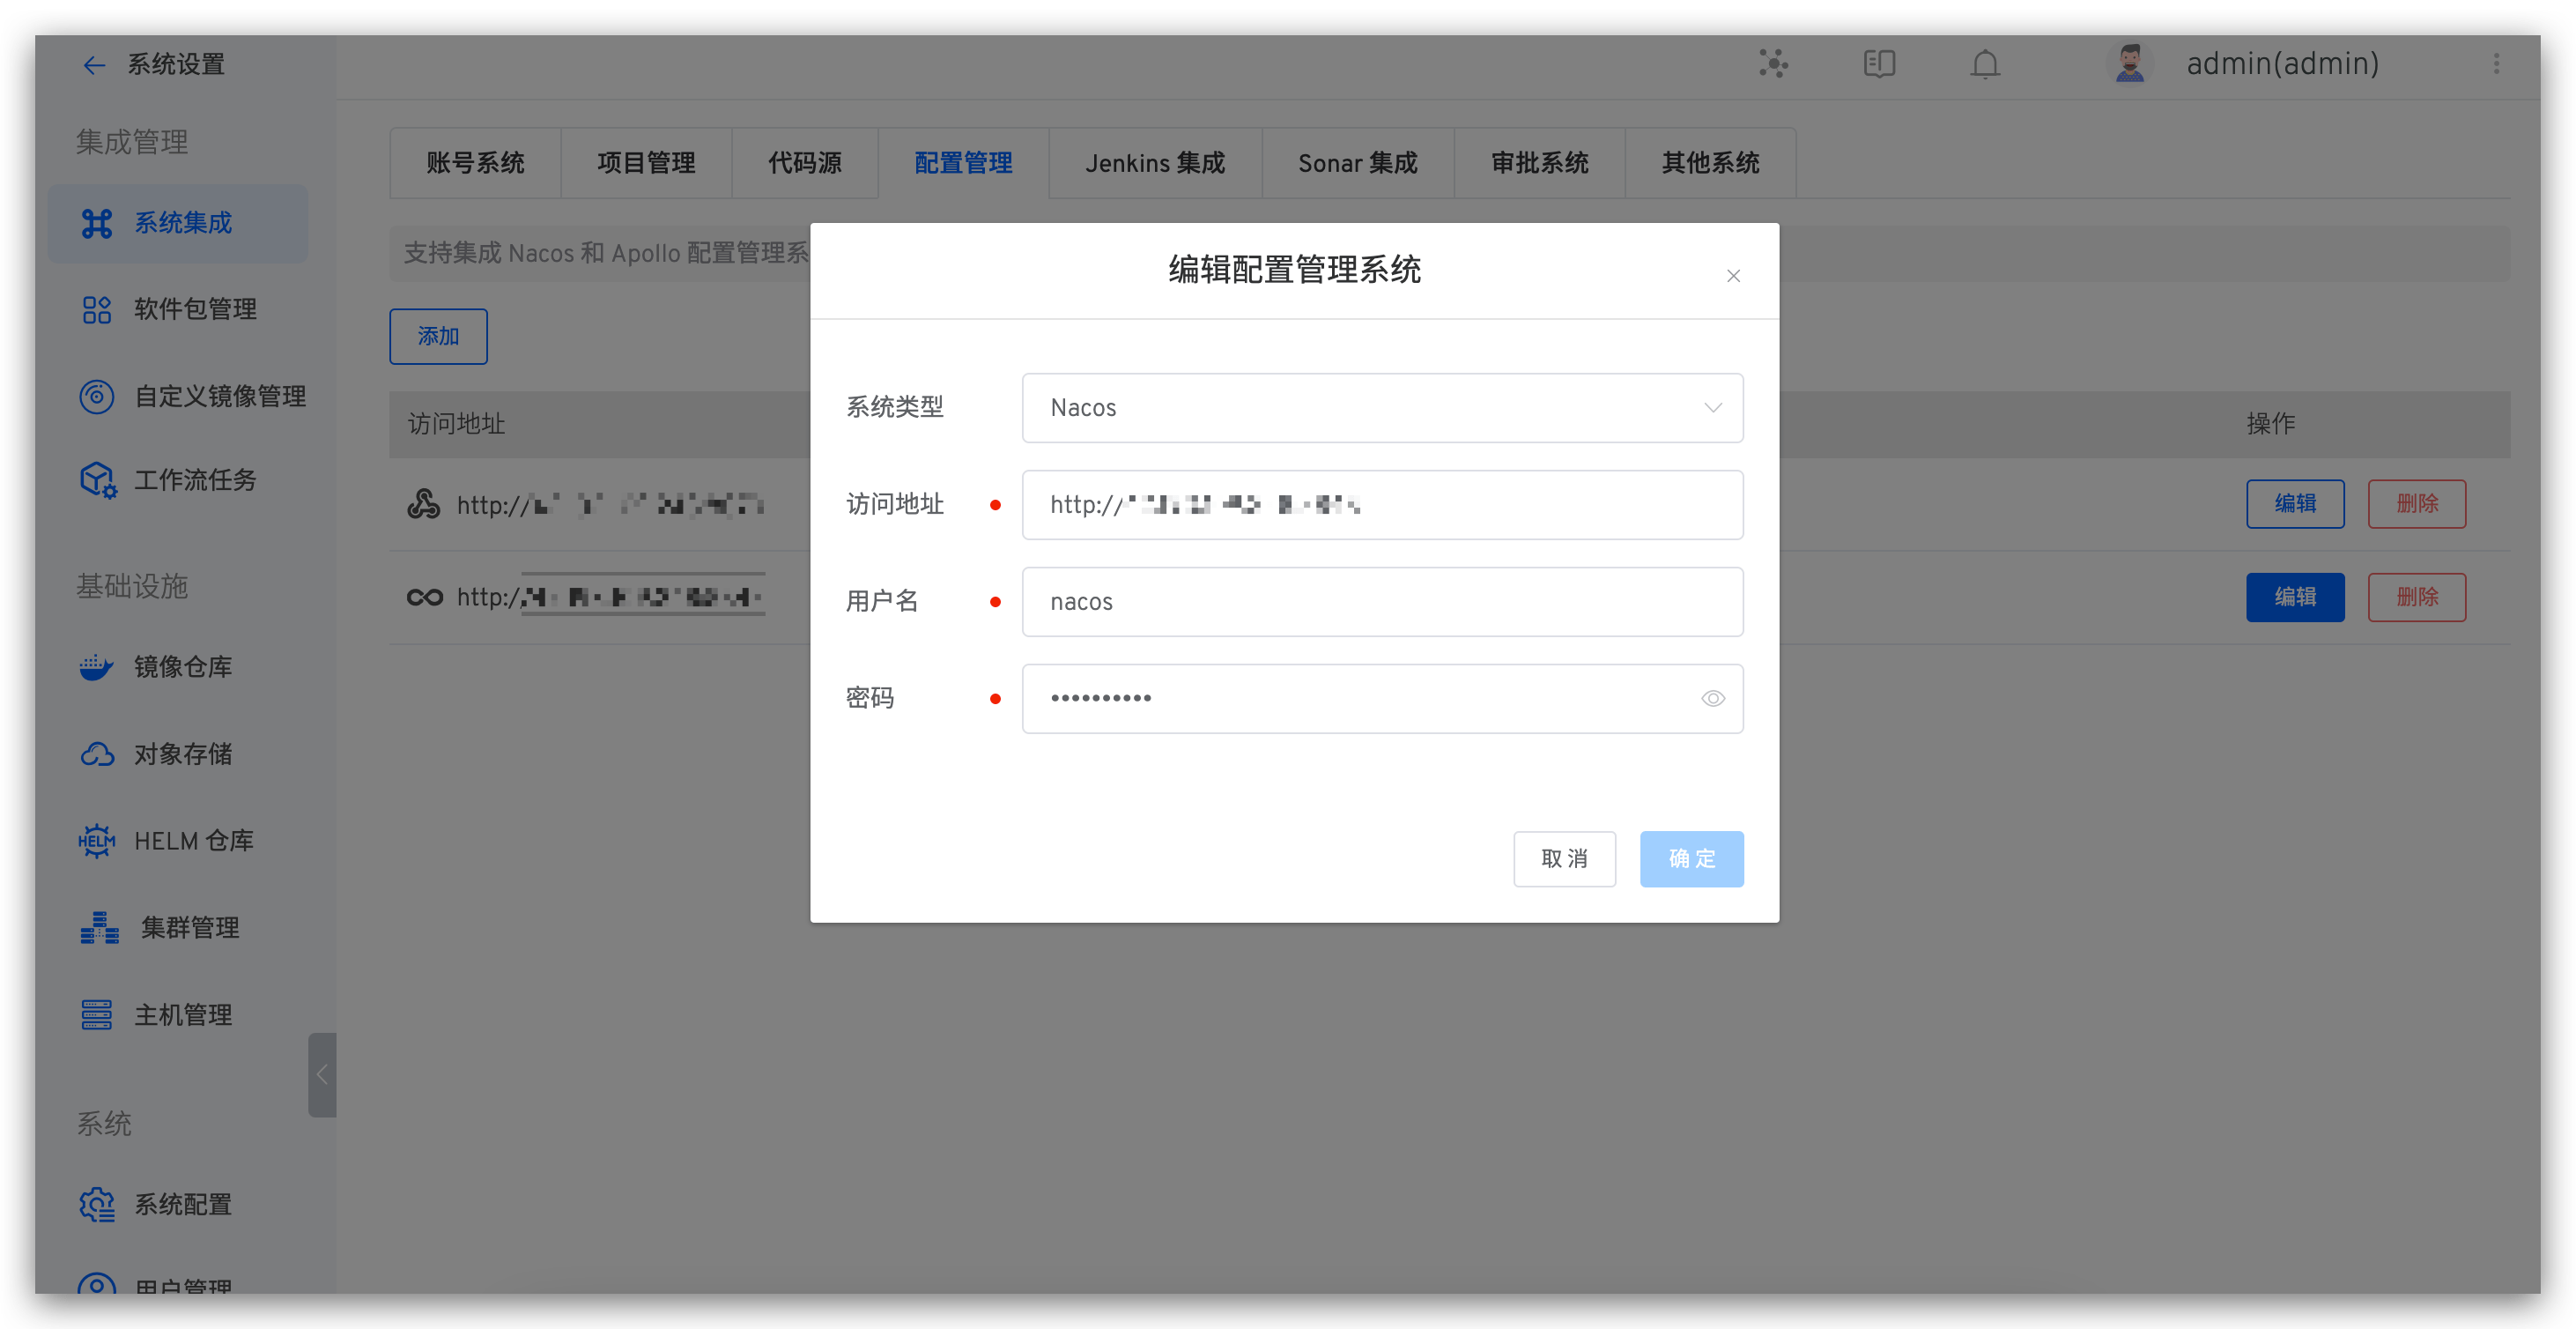 系统设置
admin(admin)
集成管理
系统集成
软件包管理
自定义镜像管理
工作流任务
基础设施
镜像仓库
对象存储
HELM 仓库
集群管理
主机管理
系统
系统配置
用户管理
账号系统 项目管理 代码源 配置管理 Jenkins 集成 Sonar 集成 审批系统 其他系统
支持集成 Nacos 和 Apollo 配置管理系
添加
访问地址 操作
http:// 编辑 删除
http:/ 编辑 删除
编辑配置管理系统
系统类型 Nacos
访问地址 http://
用户名 nacos
密码 ••••••••••
取消 确定